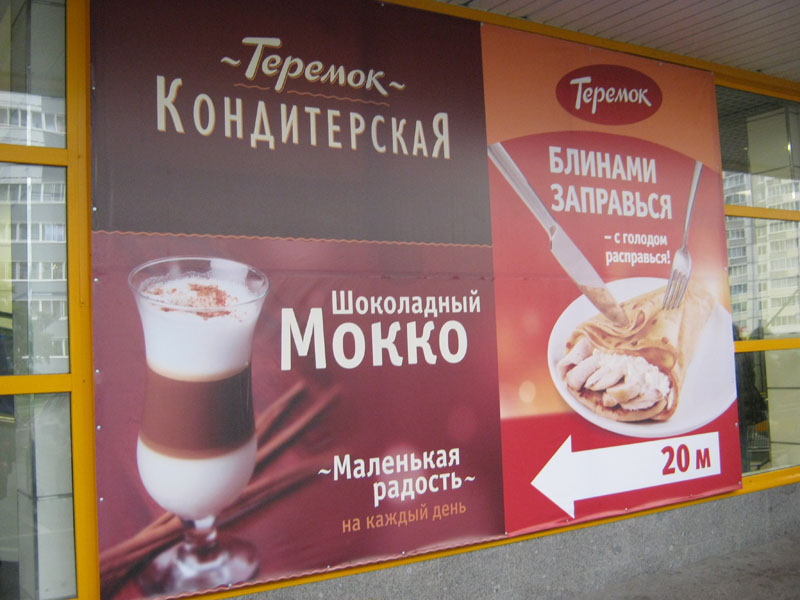 ~Теремок~
КондитерскаЯ
Шоколадный
Мокко
~Маленькая
радость~
на каждый день
Теремок
БЛИНАМИ
ЗАПРАВЬСЯ
– с голодом
расправься!
20 м